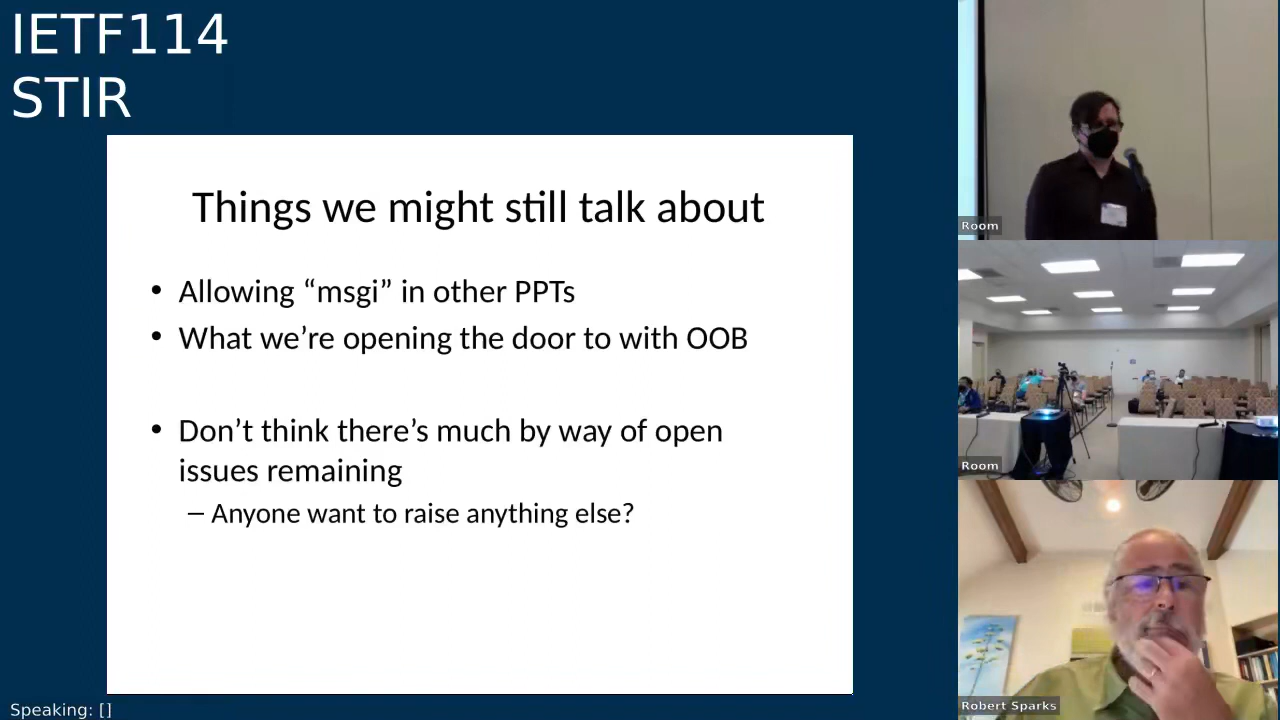 IETF114
STIR
Things we might still talk about
• Allowing “msgi” in other PPTs
• What we’re opening the door to with OOB
• Don’t think there’s much by way of open
issues remaining
– Anyone want to raise anything else?
Room
Room
Robert Sparks
Speaking: []